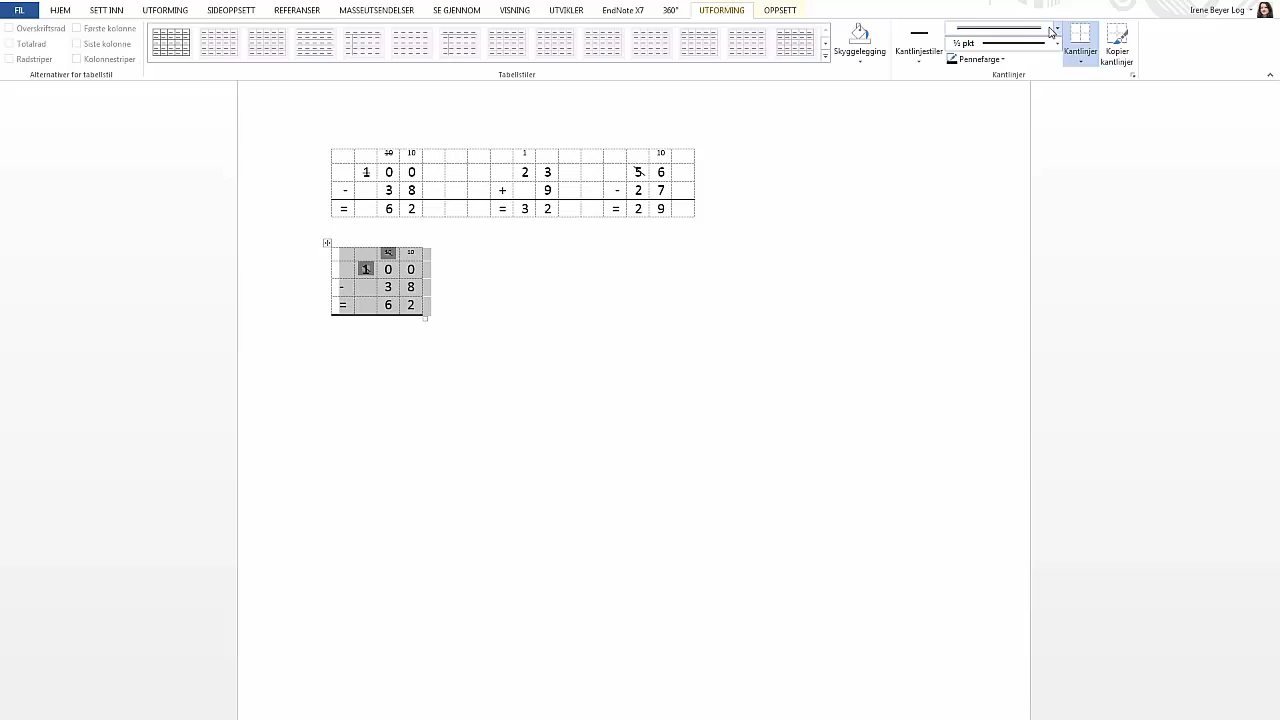 FIL HJEM SETT INN UTFORMING SIDEOPPSETT REFERANSER MASSEUTSENDELSER SE GJENNOM VISNING UTVIKLER EndNote X7 360° UTFORMING OPPSETT Irene Beyer Log
Overskriftsrad Første kolonne
Totalrad Siste kolonne
Radstriper Kolonnestriper
Alternativer for tabellstil
Tabellstiler
Skyggelegging
Kantlinjestiler
½ pkt
Pennefarge
Kantlinjer
Kopier
kantlinjer
Kantlinjer
10 10 1 10
1 0 0 2 3 5 6
- 3 8 + 9 - 2 7
= 6 2 = 3 2 = 2 9
10 10
1 0 0
- 3 8
= 6 2